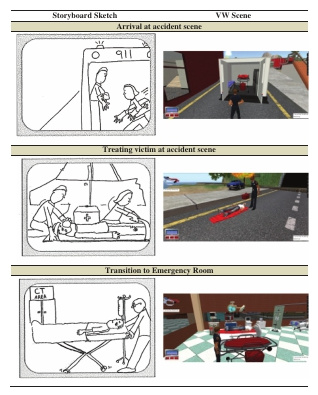 Storyboard Sketch VW Scene
Arrival at accident scene
911
Treating victim at accident scene
Transition to Emergency Room
CT
AREA